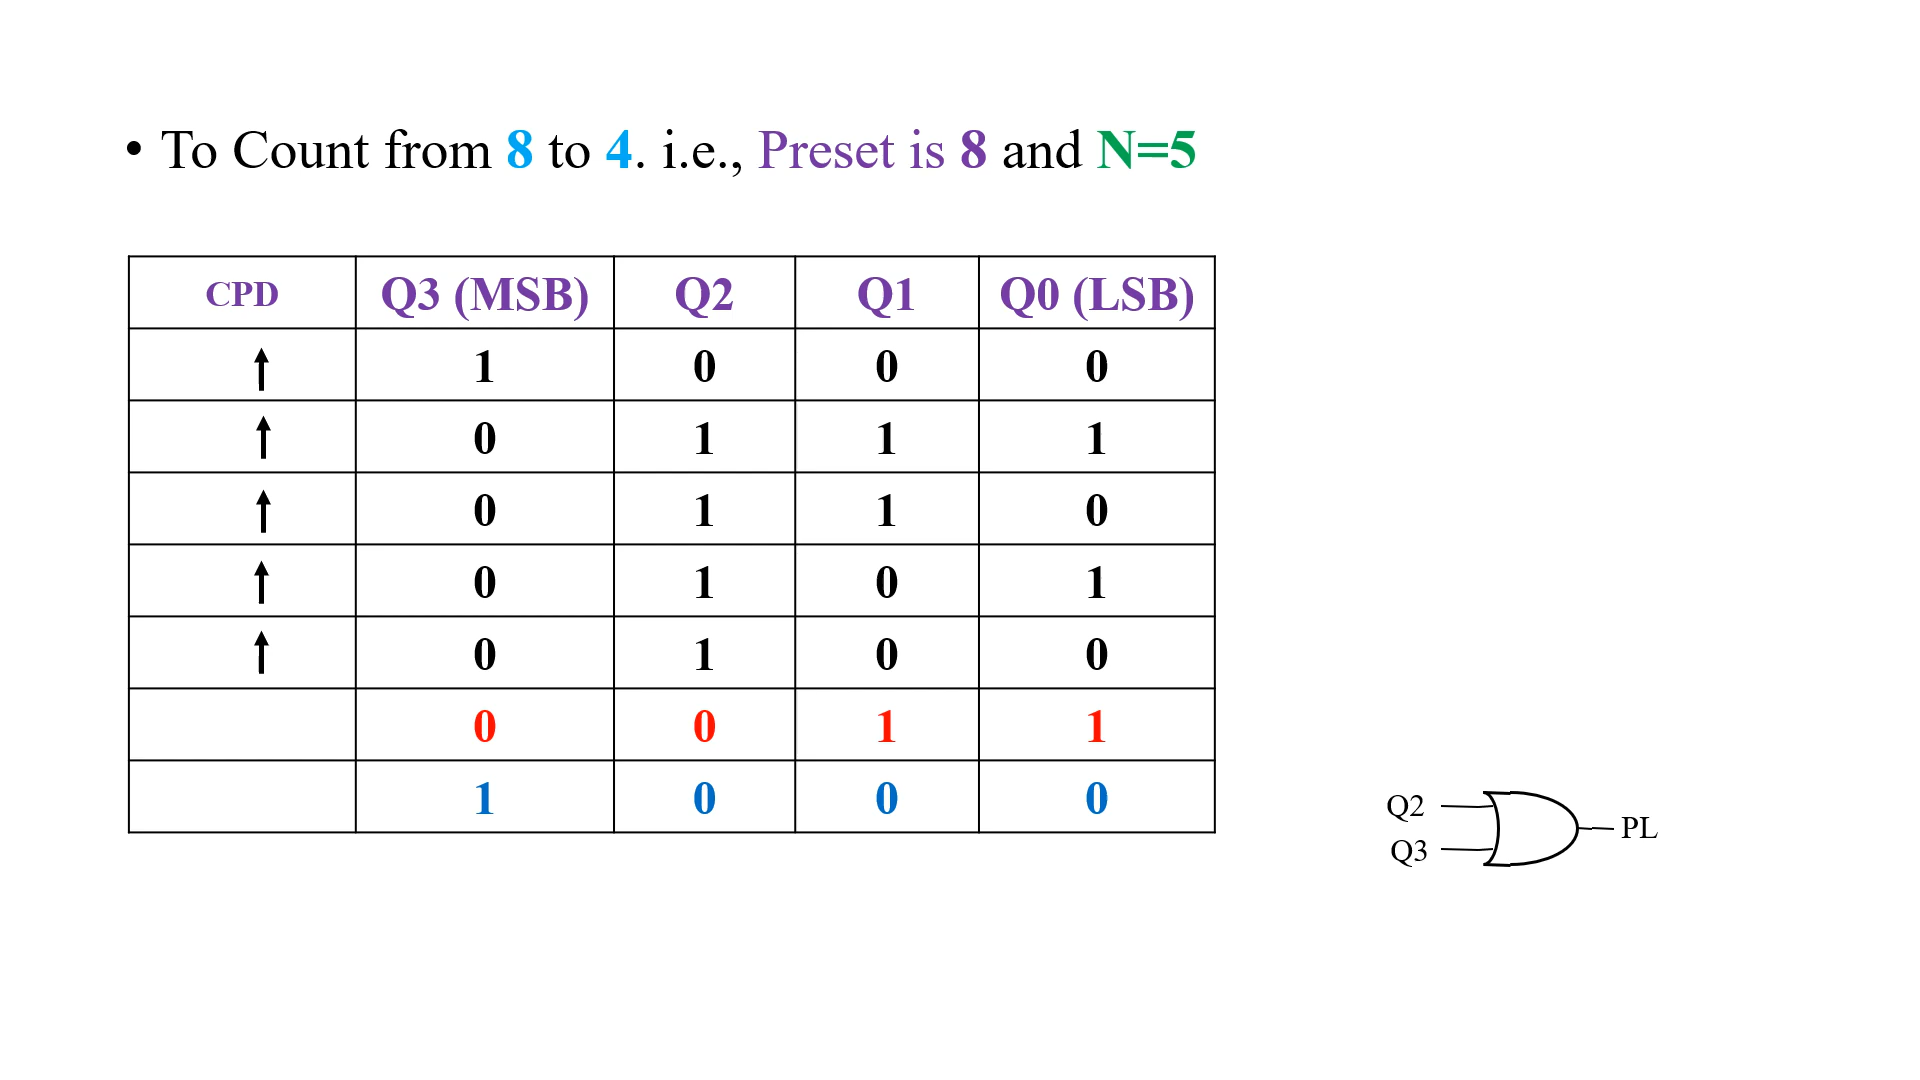 • To Count from 8 to 4. i.e., Preset is 8 and N=5
CPD Q3 (MSB) Q2 Q1 Q0 (LSB)
↑ 1 0 0 0
↑ 0 1 1 1
↑ 0 1 1 0
↑ 0 1 0 1
↑ 0 1 0 0
0 0 1 1
1 0 0 0
Q2
PL
Q3